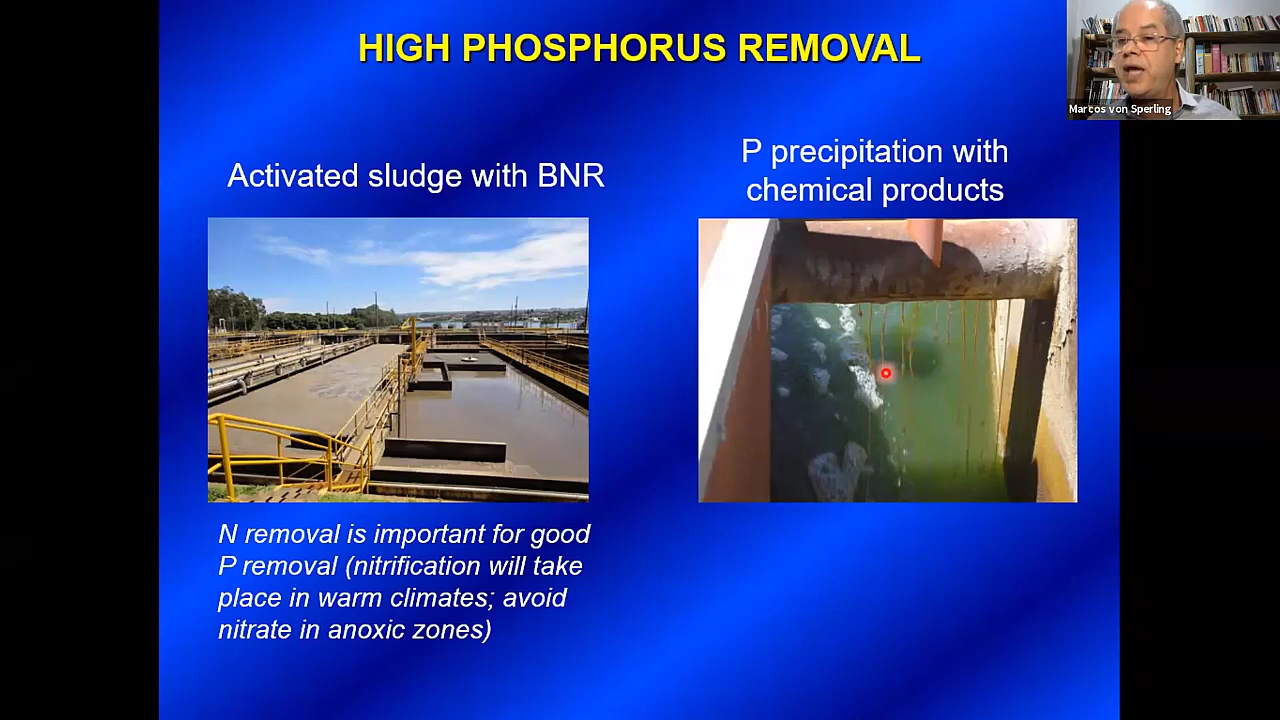 HIGH PHOSPHORUS REMOVAL
Marcos von Sperling
Activated sludge with BNR
P precipitation with
chemical products
N removal is important for good
P removal (nitrification will take
place in warm climates; avoid
nitrate in anoxic zones)